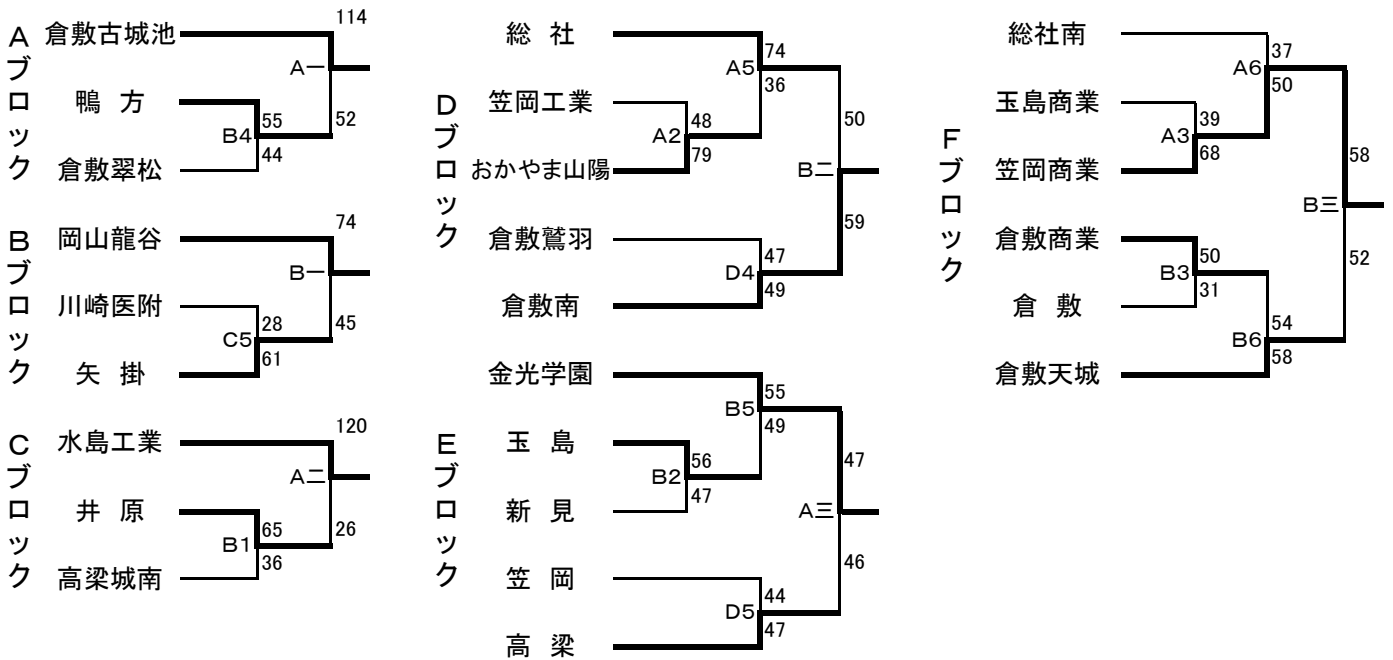 Aブロック
倉敷古城池
114
A一
鴨方
55
52
B4
44
倉敷翠松
Bブロック
岡山龍谷
74
B一
川崎医附
28
45
C5
61
矢掛
Cブロック
水島工業
120
A二
井原
65
26
B1
36
高梁城南
Dブロック
総社
74
A5
36
笠岡工業
48
50
A2
79
おかやま山陽
B二
59
倉敷鷲羽
47
D4
49
倉敷南
Eブロック
金光学園
55
B5
49
玉島
56
47
B2
47
新見
A三
46
笠岡
44
D5
47
高梁
Fブロック
総社南
37
A6
50
玉島商業
39
A3
68
58
笠岡商業
B三
倉敷商業
50
52
B3
31
倉敷
54
B6
58
倉敷天城